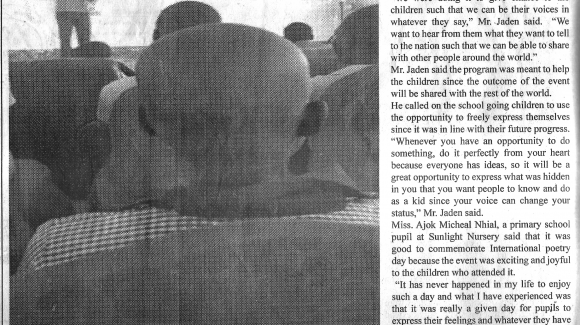 children such that we can be their voices in
whatever they say," Mr. Jaden said. "We
want to hear from them what they want to tell
to the nation such that we can be able to share
with other people around the world."
Mr. Jaden said the program was meant to help
the children since the outcome of the event
will be shared with the rest of the world.
He called on the school going children to use
the opportunity to freely express themselves
since it was in line with their future progress.
"Whenever you have an opportunity to do
something, do it perfectly from your heart
because everyone has ideas, so it will be a
great opportunity to express what was hidden
in you that you want people to know and do
as a kid since your voice can change your
status," Mr. Jaden said.
Miss. Ajok Micheal Nhial, a primary school
pupil at Sunlight Nursery said that it was
good to commemorate International poetry
day because the event was exciting and joyful
to the children who attended it.
"It has never happened in my life to enjoy
such a day and what I have experienced was
that it was really a given day for pupils to
express their feelings and whatever they have